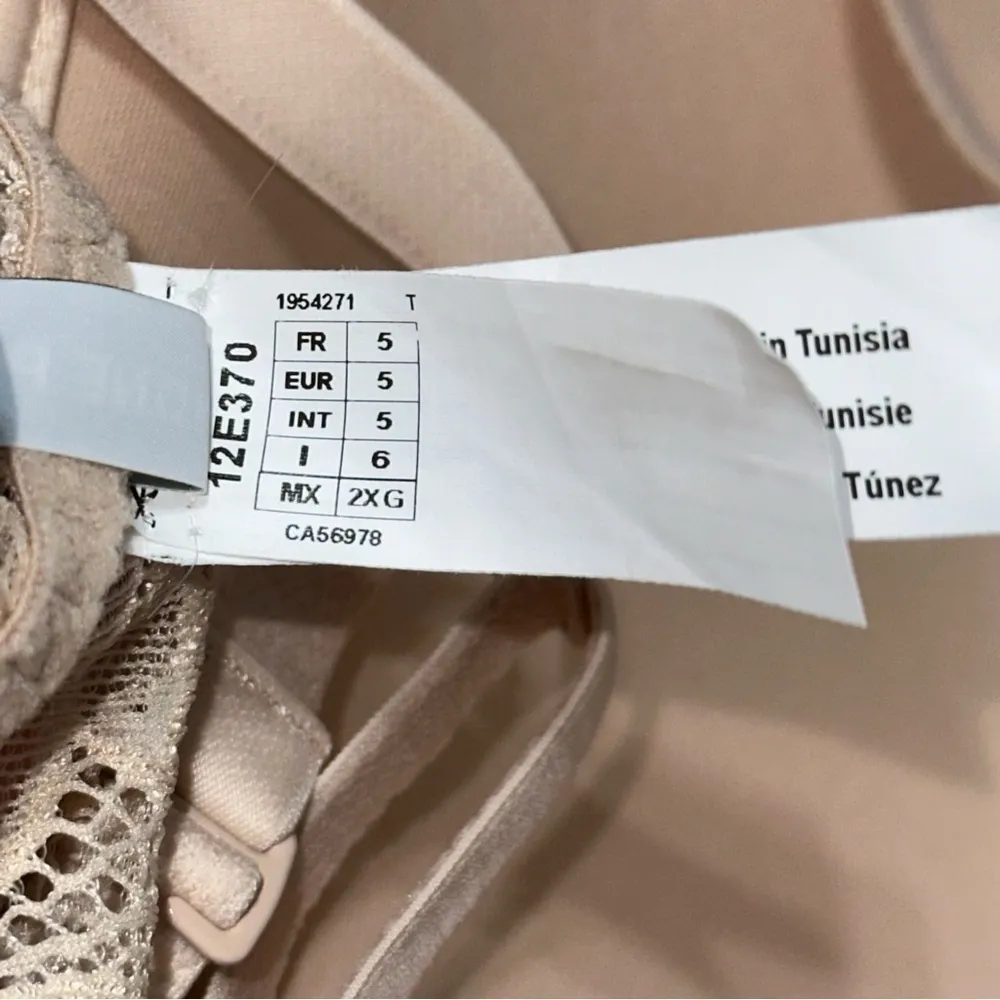 1954271 T
FR 5
EUR 5
INT 5
I 6
MX 2XG
CA56978
12E370
in Tunisia
unisie
Túnez